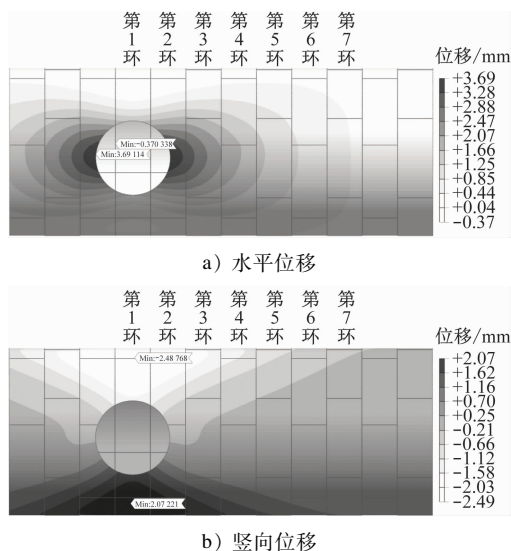 第1环 第2环 第3环 第4环 第5环 第6环 第7环
位移/mm
+3.69
+3.28
+2.88
+2.47
+2.07
+1.66
+1.25
+0.85
+0.44
+0.04
-0.37
Min:-0.370 338
Min:3.69 114
a）水平位移
第1环 第2环 第3环 第4环 第5环 第6环 第7环
位移/mm
+2.07
+1.62
+1.16
+0.70
+0.25
-0.21
-0.66
-1.12
-1.58
-2.03
-2.49
Min:-2.48 768
Min:2.07 221
b）竖向位移